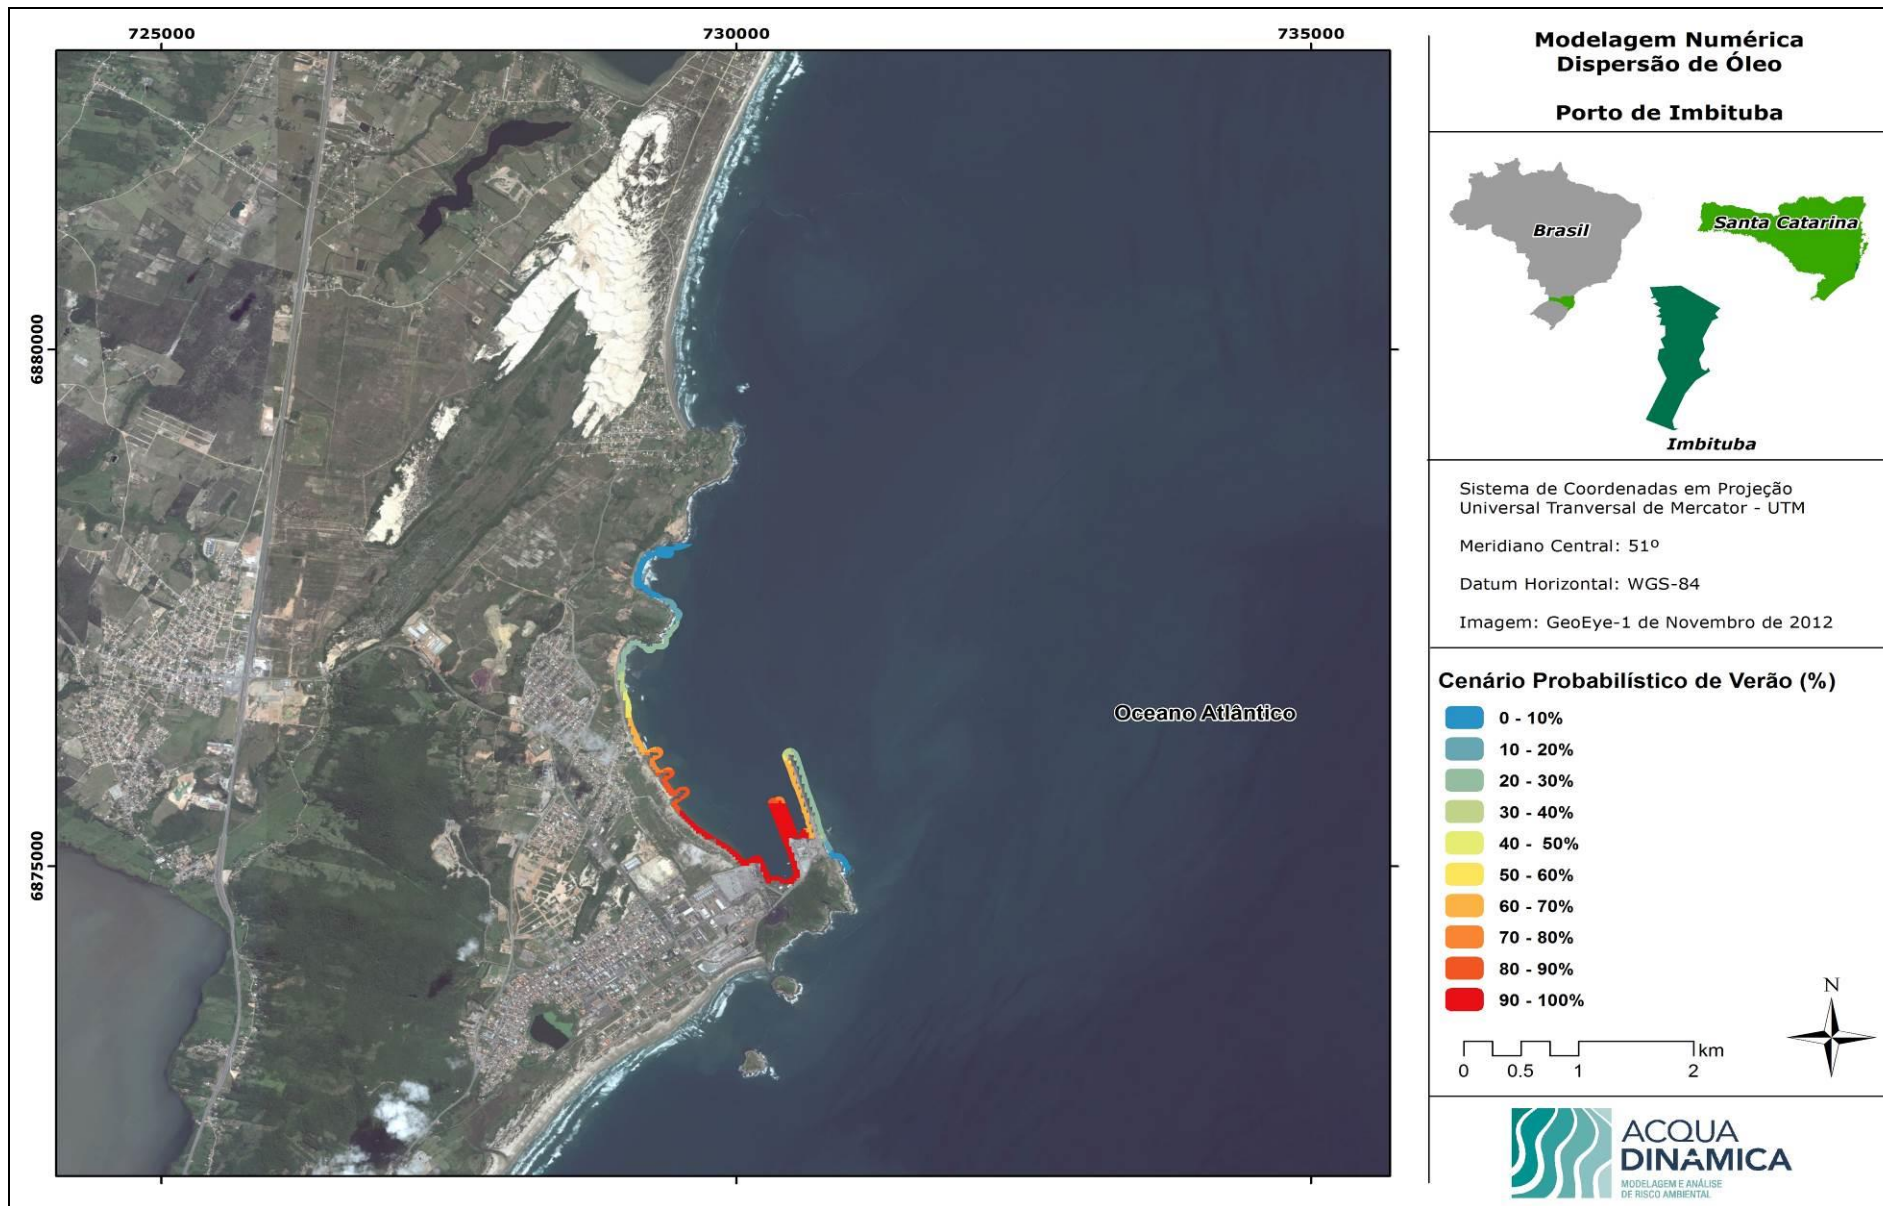 725000
730000
735000
6880000
6875000
Oceano Atlântico
Modelagem Numérica
Dispersão de Óleo
Porto de Imbituba
Brasil
Santa Catarina
Imbituba
Sistema de Coordenadas em Projeção
Universal Tranversal de Mercator - UTM
Meridiano Central: 51º
Datum Horizontal: WGS-84
Imagem: GeoEye-1 de Novembro de 2012
Cenário Probabilístico de Verão (%)
0 - 10%
10 - 20%
20 - 30%
30 - 40%
40 - 50%
50 - 60%
60 - 70%
70 - 80%
80 - 90%
90 - 100%
N
km
0 0.5 1 2
ACQUA
DINÂMICA
MODELAGEM E ANÁLISE
DE RISCO AMBIENTAL